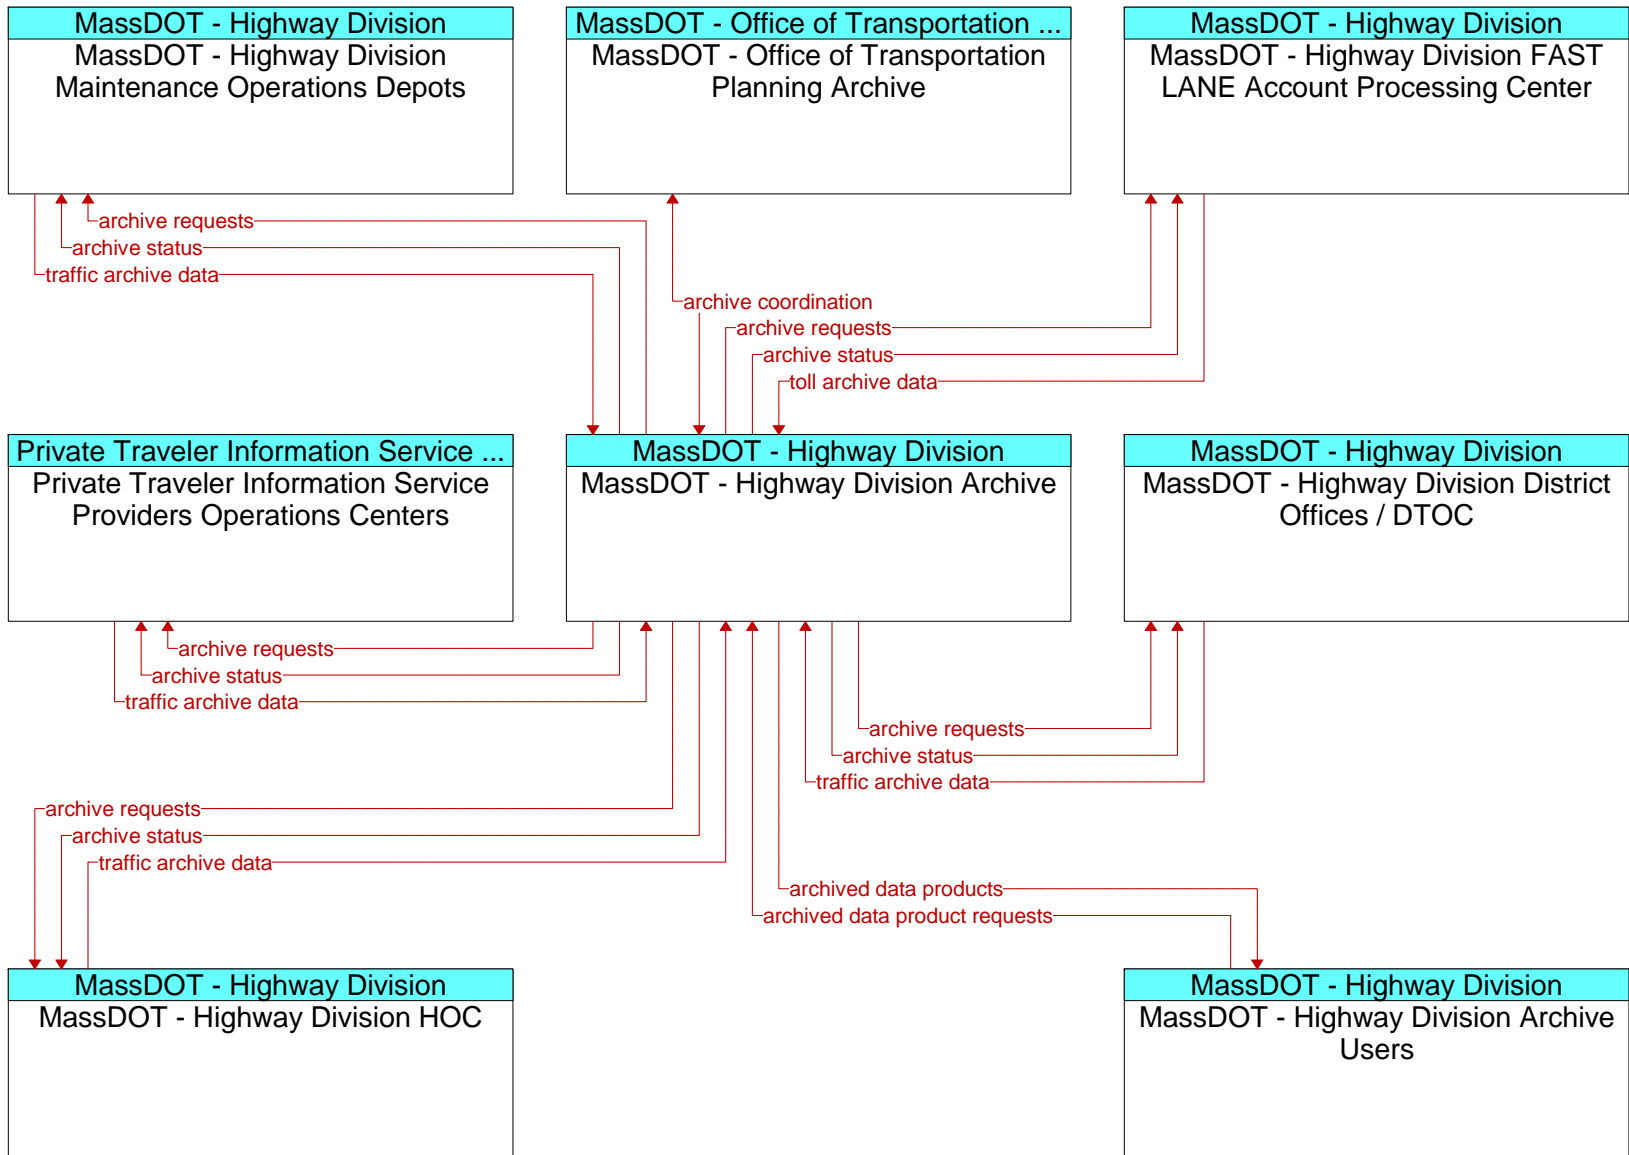 MassDOT - Highway Division
MassDOT - Highway Division
Maintenance Operations Depots
MassDOT - Office of Transportation ...
MassDOT - Office of Transportation
Planning Archive
MassDOT - Highway Division
MassDOT - Highway Division FAST
LANE Account Processing Center
archive requests
archive status
traffic archive data
archive coordination
archive requests
archive status
toll archive data
Private Traveler Information Service ...
Private Traveler Information Service
Providers Operations Centers
MassDOT - Highway Division
MassDOT - Highway Division Archive
MassDOT - Highway Division
MassDOT - Highway Division District
Offices / DTOC
archive requests
archive status
traffic archive data
archive requests
archive status
traffic archive data
archive requests
archive status
traffic archive data
archived data products
archived data product requests
MassDOT - Highway Division
MassDOT - Highway Division HOC
MassDOT - Highway Division
MassDOT - Highway Division Archive
Users